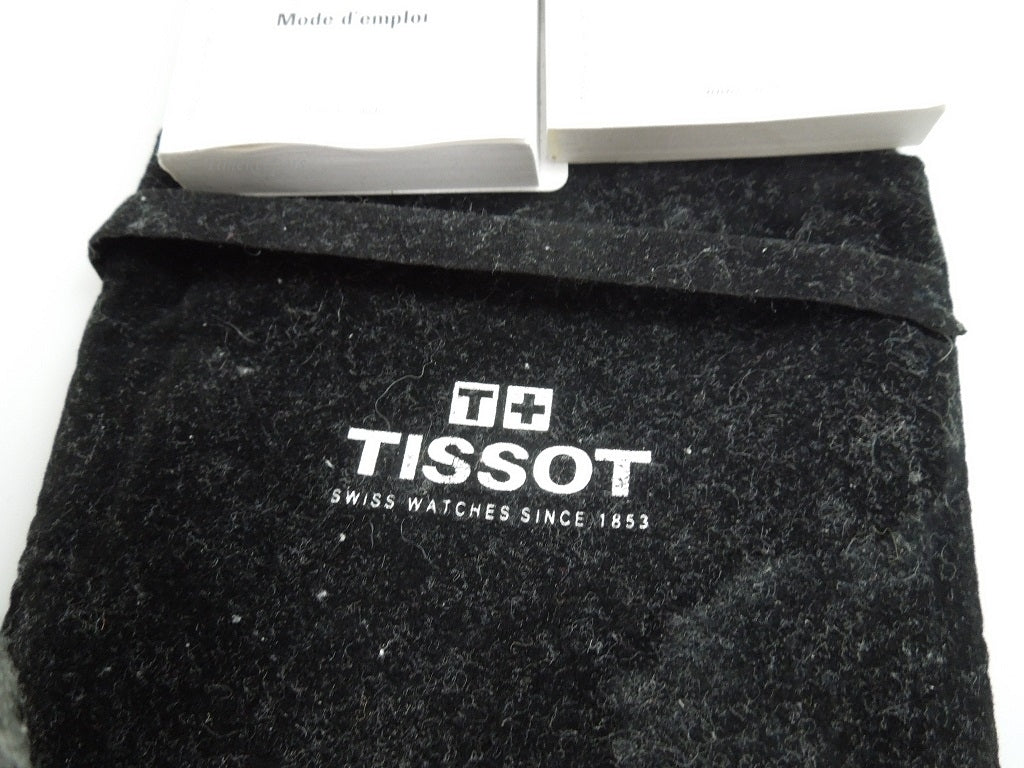 Mode d'emploi
T+
TISSOT
SWISS WATCHES SINCE 1853